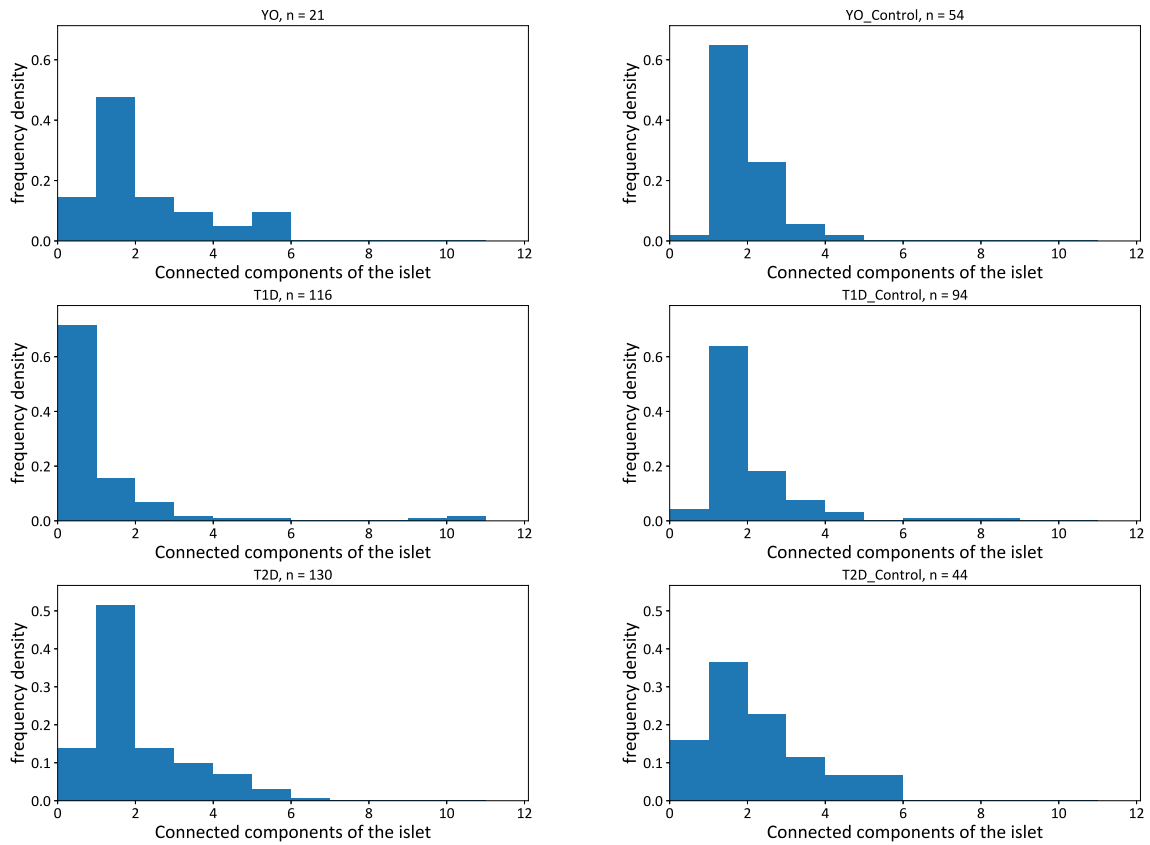 YO, n = 21
frequency density
0.6
0.4
0.2
0.0
0 2 4 6 8 10 12
Connected components of the islet
YO_Control, n = 54
frequency density
0.6
0.4
0.2
0.0
0 2 4 6 8 10 12
Connected components of the islet
T1D, n = 116
frequency density
0.6
0.4
0.2
0.0
0 2 4 6 8 10 12
Connected components of the islet
T1D_Control, n = 94
frequency density
0.6
0.4
0.2
0.0
0 2 4 6 8 10 12
Connected components of the islet
T2D, n = 130
frequency density
0.5
0.4
0.3
0.2
0.1
0.0
0 2 4 6 8 10 12
Connected components of the islet
T2D_Control, n = 44
frequency density
0.5
0.4
0.3
0.2
0.1
0.0
0 2 4 6 8 10 12
Connected components of the islet